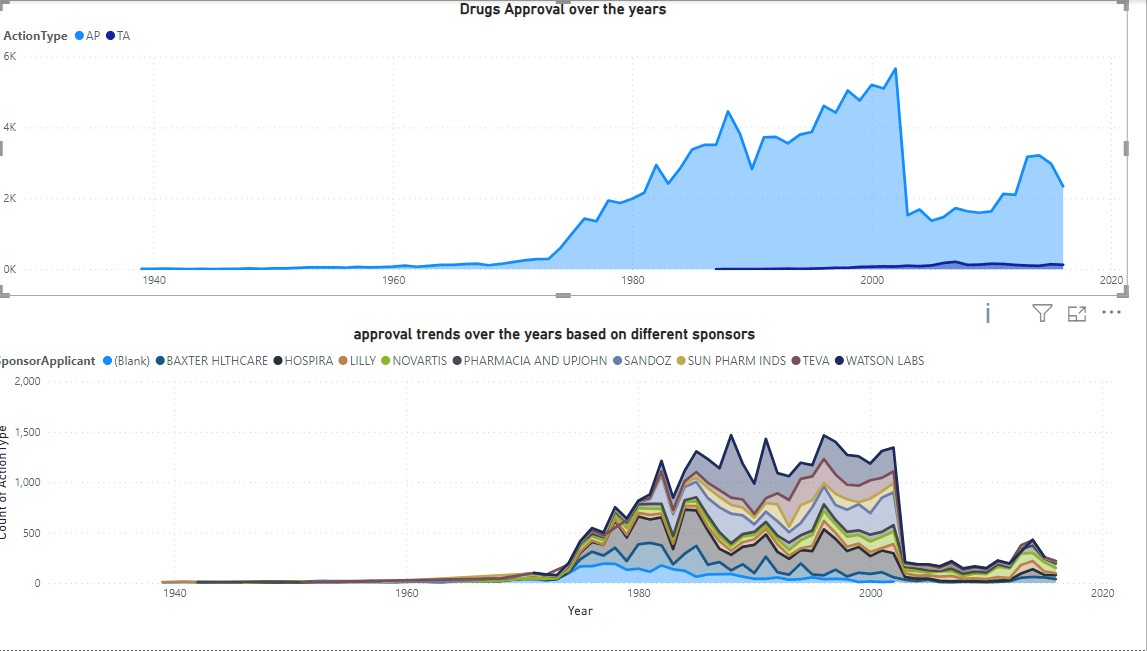 Drugs Approval over the years
ActionType AP TA
6K
4K
2K
0K
1940 1960 1980 2000 2020
approval trends over the years based on different sponsors
SponsorApplicant (Blank) BAXTER HLTHCARE HOSPIRA LILLY NOVARTIS PHARMACIA AND UPJOHN SANDOZ SUN PHARM INDS TEVA WATSON LABS
Count of ActionType
2,000
1,500
1,000
500
0
1940 1960 1980 2000 2020
Year